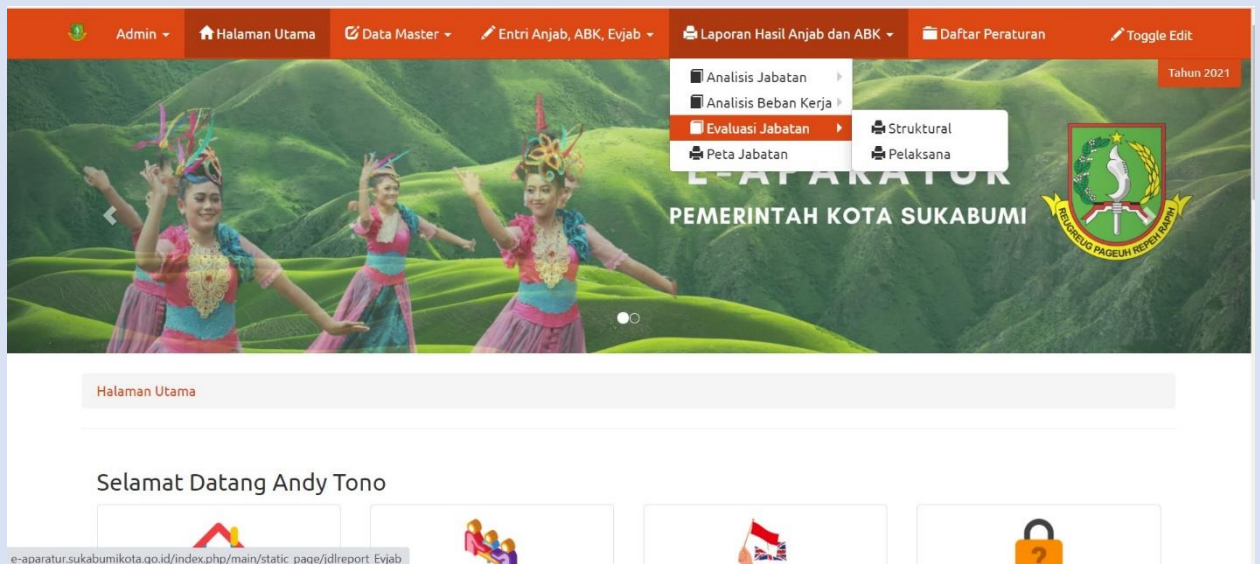 Admin
Halaman Utama
Data Master
Entri Anjab, ABK, Evjab
Laporan Hasil Anjab dan ABK
Daftar Peraturan
Toggle Edit
Tahun 2021
Analisis Jabatan
Analisis Beban Kerja
Evaluasi Jabatan
Peta Jabatan
Struktural
Pelaksana
E-APARATUR
PEMERINTAH KOTA SUKABUMI
REUGREUG PAGEUH REPEH RAPIH
Halaman Utama
Selamat Datang Andy Tono
?
e-aparatur.sukabumikota.go.id/index.php/main/static_page/jdlreport_Evjab